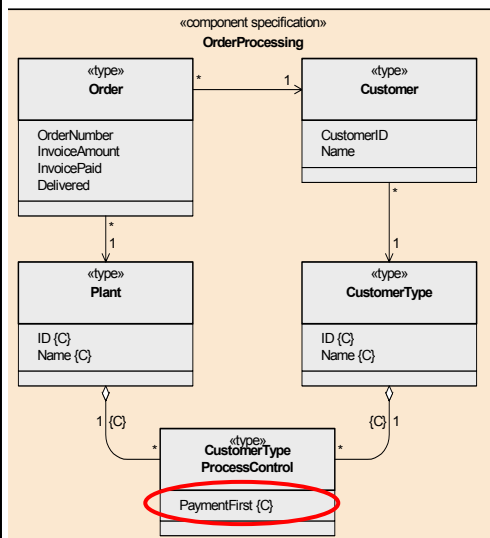 «component specification»
OrderProcessing
«type»
Order
OrderNumber
InvoiceAmount
InvoicePaid
Delivered
*
1
«type»
Customer
CustomerID
Name
*
1
*
1
«type»
Plant
ID {C}
Name {C}
«type»
CustomerType
ID {C}
Name {C}
1 {C}
*
{C} 1
*
«type»
CustomerType
ProcessControl
PaymentFirst {C}